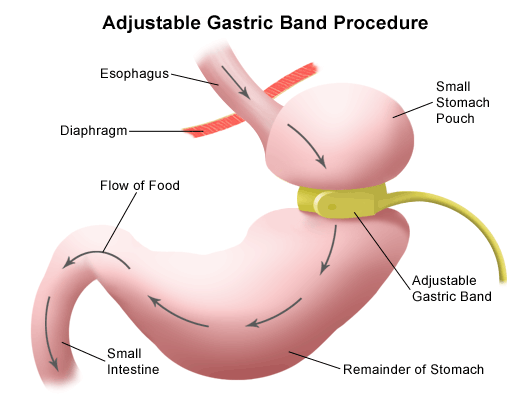 Adjustable Gastric Band Procedure
Esophagus
Small
Stomach
Pouch
Diaphragm
Flow of Food
Adjustable
Gastric Band
Small
Intestine
Remainder of Stomach